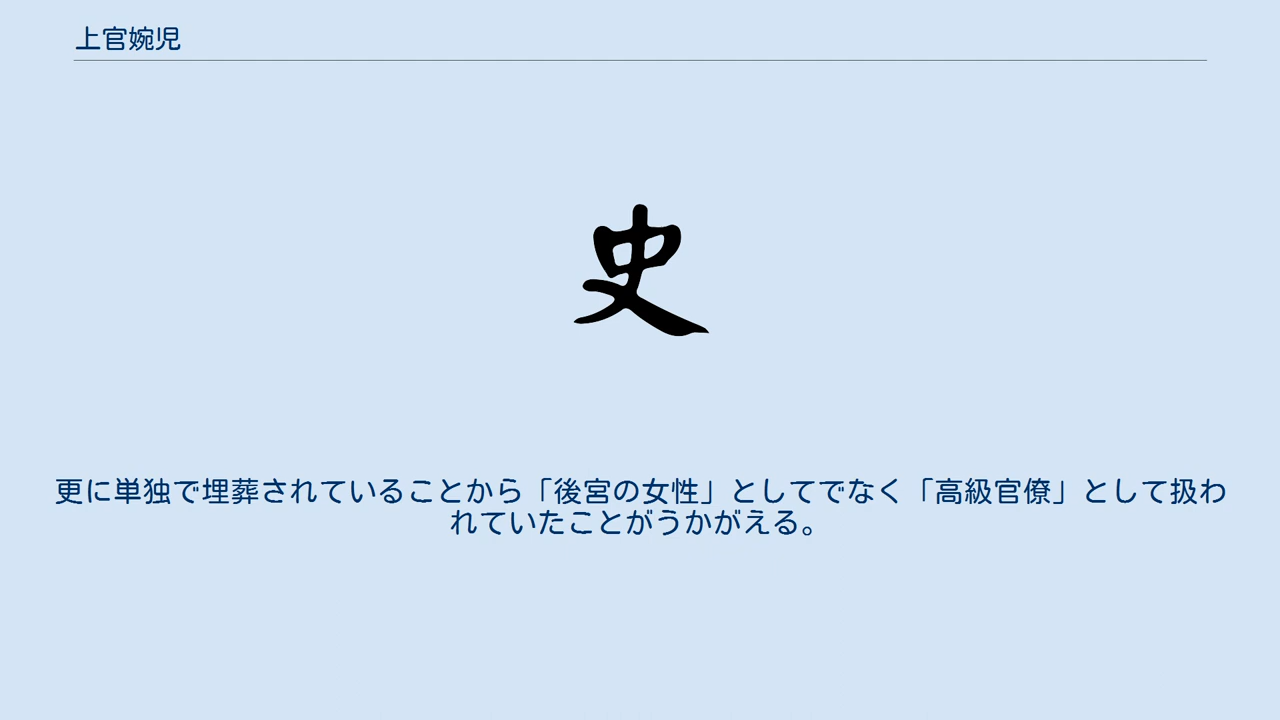 上官婉児
史
更に単独で埋葬されていることから「後宮の女性」としてでなく「高級官僚」として扱わ
れていたことがうかがえる。